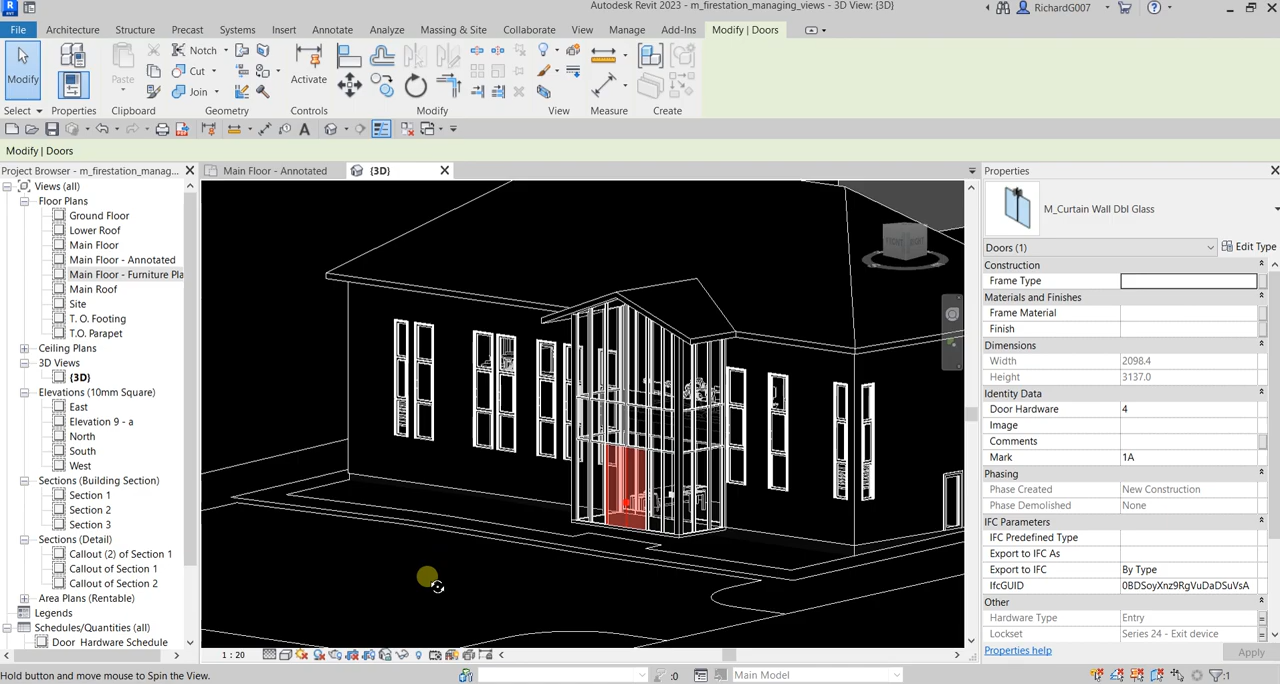 Autodesk Revit 2023 - m_firestation_managing_views - 3D View: {3D}
RichardG007
File Architecture Structure Precast Systems Insert Annotate Analyze Massing & Site Collaborate View Manage Add-Ins Modify | Doors
Notch
Modify Paste Cut Activate
Join
Select Properties Clipboard Geometry Controls Modify View Measure Create
Modify | Doors
Project Browser - m_firestation_manag...
Main Floor - Annotated
{3D}
Views (all)
Floor Plans
Ground Floor
Lower Roof
Main Floor
Main Floor - Annotated
Main Floor - Furniture Pla
Main Roof
Site
T. O. Footing
T.O. Parapet
Ceiling Plans
3D Views
{3D}
Elevations (10mm Square)
East
Elevation 9 - a
North
South
West
Sections (Building Section)
Section 1
Section 2
Section 3
Sections (Detail)
Callout (2) of Section 1
Callout of Section 1
Callout of Section 2
Area Plans (Rentable)
Legends
Schedules/Quantities (all)
Door Hardware Schedule
FRONT RIGHT
1 : 20
Properties
M_Curtain Wall Dbl Glass
Doors (1) Edit Type
Construction
Frame Type
Materials and Finishes
Frame Material
Finish
Dimensions
Width 2098.4
Height 3137.0
Identity Data
Door Hardware 4
Image
Comments
Mark 1A
Phasing
Phase Created New Construction
Phase Demolished None
IFC Parameters
IFC Predefined Type
Export to IFC As
Export to IFC By Type
IfcGUID 0BDSoyXnz9RgVuDaDSuVsA
Other
Hardware Type Entry
Lockset Series 24 - Exit device
Properties help Apply
Hold button and move mouse to Spin the View.
:0 Main Model :1